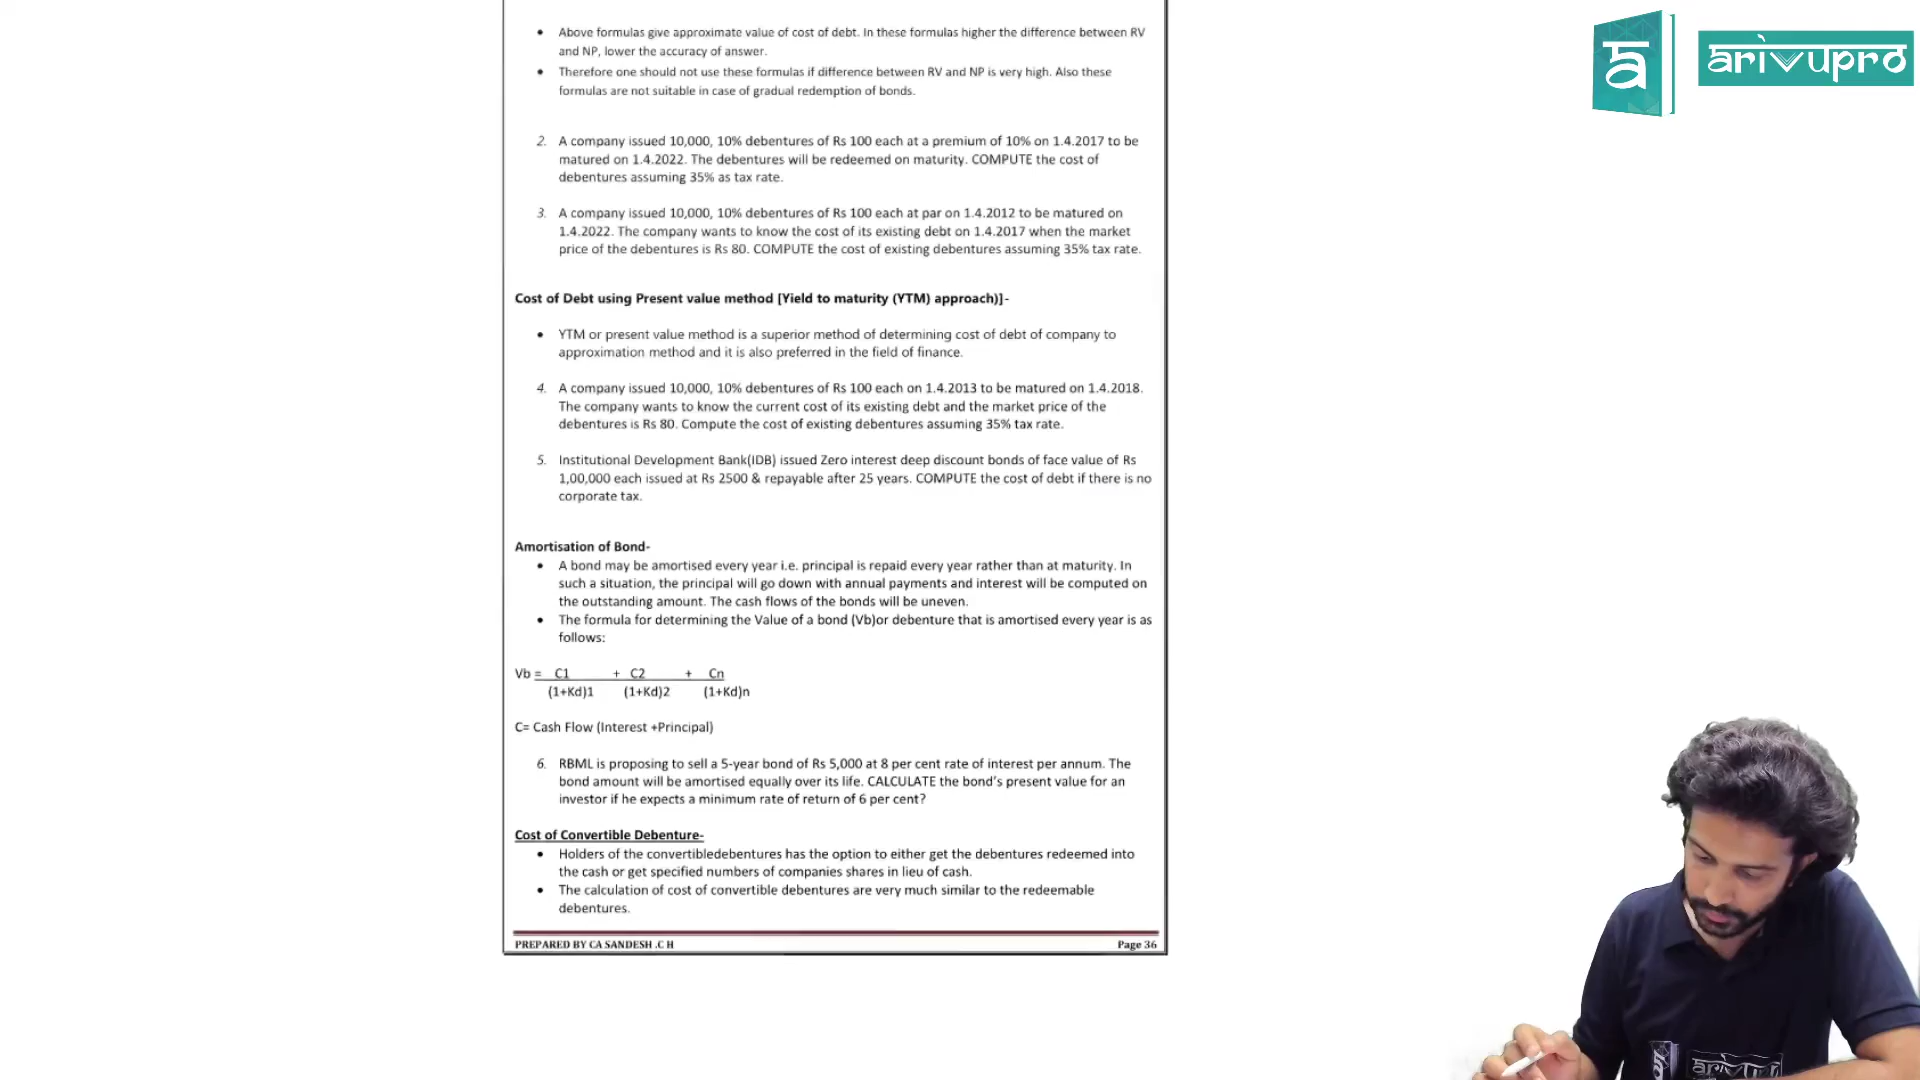 • Above formulas give approximate value of cost of debt. In these formulas higher the difference between RV
and NP, lower the accuracy of answer.
• Therefore one should not use these formulas if difference between RV and NP is very high. Also these
formulas are not suitable in case of gradual redemption of bonds.
2. A company issued 10,000, 10% debentures of Rs 100 each at a premium of 10% on 1.4.2017 to be
matured on 1.4.2022. The debentures will be redeemed on maturity. COMPUTE the cost of
debentures assuming 35% as tax rate.
3. A company issued 10,000, 10% debentures of Rs 100 each at par on 1.4.2012 to be matured on
1.4.2022. The company wants to know the cost of its existing debt on 1.4.2017 when the market
price of the debentures is Rs 80. COMPUTE the cost of existing debentures assuming 35% tax rate.
Cost of Debt using Present value method [Yield to maturity (YTM) approach)]-
• YTM or present value method is a superior method of determining cost of debt of company to
approximation method and it is also preferred in the field of finance.
4. A company issued 10,000, 10% debentures of Rs 100 each on 1.4.2013 to be matured on 1.4.2018.
The company wants to know the current cost of its existing debt and the market price of the
debentures is Rs 80. Compute the cost of existing debentures assuming 35% tax rate.
5. Institutional Development Bank(IDB) issued Zero interest deep discount bonds of face value of Rs
1,00,000 each issued at Rs 2500 & repayable after 25 years. COMPUTE the cost of debt if there is no
corporate tax.
Amortisation of Bond-
• A bond may be amortised every year i.e. principal is repaid every year rather than at maturity. In
such a situation, the principal will go down with annual payments and interest will be computed on
the outstanding amount. The cash flows of the bonds will be uneven.
• The formula for determining the Value of a bond (Vb)or debenture that is amortised every year is as
follows:
Vb = C1 + C2 + Cn
(1+Kd)1 (1+Kd)2 (1+Kd)n
C= Cash Flow (Interest +Principal)
6. RBML is proposing to sell a 5-year bond of Rs 5,000 at 8 per cent rate of interest per annum. The
bond amount will be amortised equally over its life. CALCULATE the bond's present value for an
investor if he expects a minimum rate of return of 6 per cent?
Cost of Convertible Debenture-
• Holders of the convertibledebentures has the option to either get the debentures redeemed into
the cash or get specified numbers of companies shares in lieu of cash.
• The calculation of cost of convertible debentures are very much similar to the redeemable
debentures.
PREPARED BY CA SANDESH .C H Page 36
arivupro
arivupro